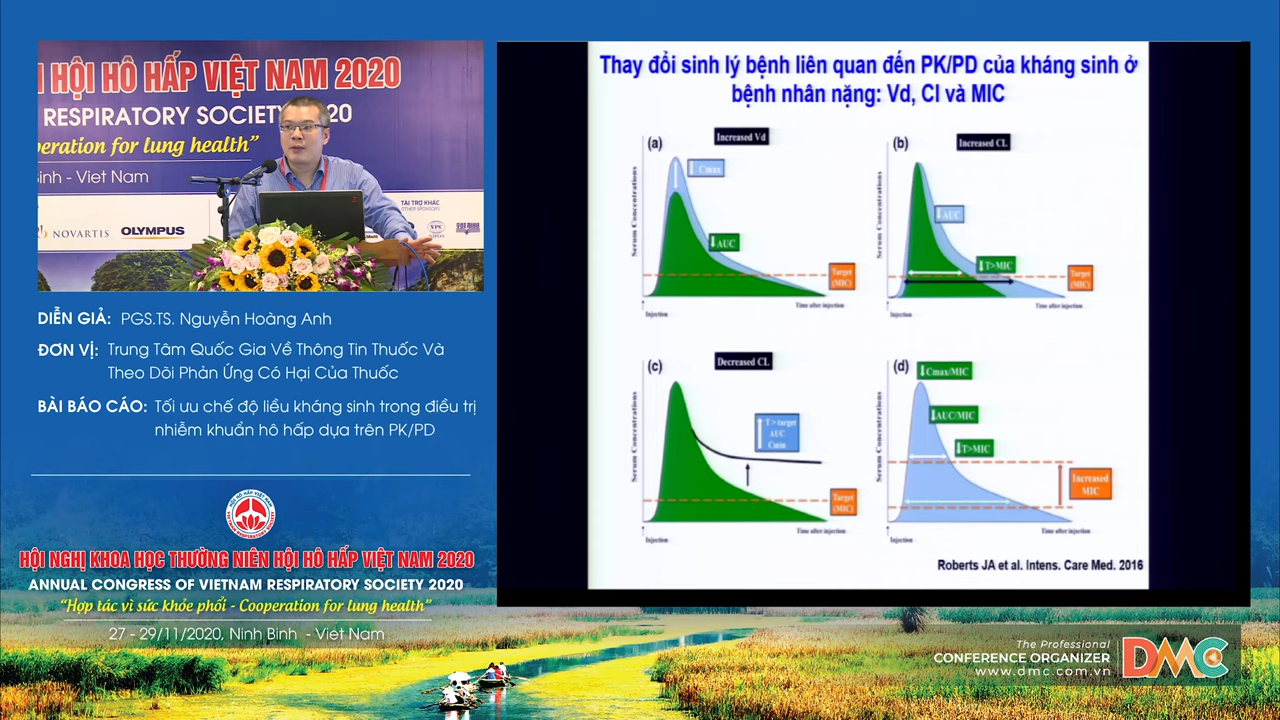 HỘI HÔ HẤP VIỆT NAM 2020
RESPIRATORY SOCIETY 2020
peration for lung health”
Binh - Viet Nam
TÀI TRỢ KHÁC
OTHER SPONSORS
NOVARTIS
OLYMPUS
DIỄN GIẢ: PGS.TS. Nguyễn Hoàng Anh
ĐƠN VỊ: Trung Tâm Quốc Gia Về Thông Tin Thuốc Và
Theo Dõi Phản Ứng Có Hại Của Thuốc
BÀI BÁO CÁO: Tối ưu chế độ liều kháng sinh trong điều trị
nhiễm khuẩn hô hấp dựa trên PK/PD
HỘI NGHỊ KHOA HỌC THƯỜNG NIÊN HỘI HÔ HẤP VIỆT NAM 2020
ANNUAL CONGRESS OF VIETNAM RESPIRATORY SOCIETY 2020
“Hợp tác vì sức khỏe phổi - Cooperation for lung health”
27 - 29/11/2020, Ninh Binh - Viet Nam
Thay đổi sinh lý bệnh liên quan đến PK/PD của kháng sinh ở
bệnh nhân nặng: Vd, Cl và MIC
(a)
Increased Vd
Serum Concentrations
↓ Cmax
↓AUC
Target
(MIC)
Time after injection
Injection
(b)
Increased CL
Serum Concentrations
↓AUC
↓T>MIC
Target
(MIC)
Time after injection
Injection
(c)
Decreased CL
Serum Concentrations
T > target
AUC
Cmin
Target
(MIC)
Time after injection
Injection
(d)
Serum Concentrations
↓Cmax/MIC
↓AUC/MIC
↓T>MIC
Increased
MIC
Time after injection
Injection
Roberts JA et al. Intens. Care Med. 2016
The Professional
CONFERENCE ORGANIZER
www.dmc.com.vn
DMC